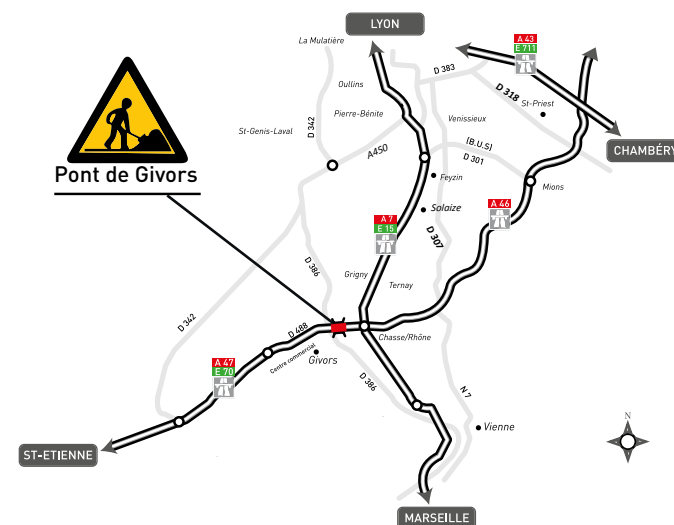 LYON
La Mulatière
A 43
E 711
D 383
Oullins
D 318
St-Priest
Pierre-Bénite
Venissieux
D 342
St-Genis-Laval
(B.U.S)
A450
D 301
CHAMBÉRY
Pont de Givors
Feyzin
Mions
Solaize
A 46
A 7
E 15
D 307
D 386
Grigny
Ternay
D 342
D 488
Chasse/Rhône
Centre commercial
Givors
A 47
E 70
D 386
N 7
Vienne
N
ST-ETIENNE
MARSEILLE